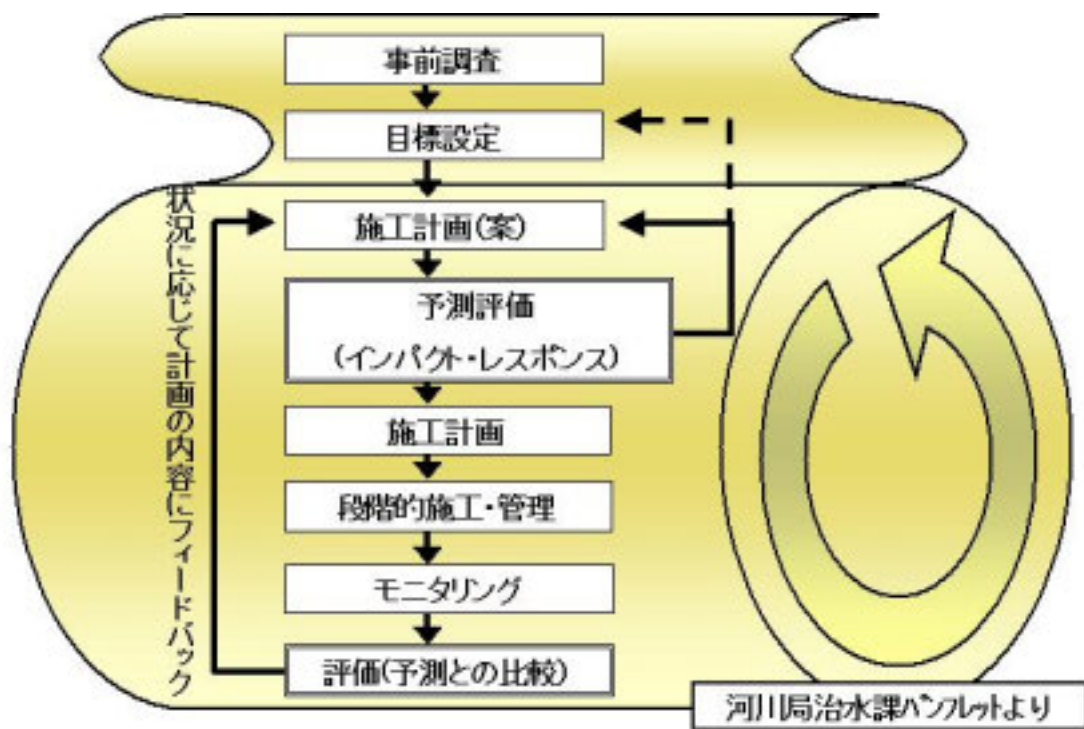 事前調査
目標設定
施工計画(案)
予測評価
(インパクト・レスポンス)
施工計画
段階的施工・管理
モニタリング
評価(予測との比較)
状況に応じて計画の内容にフィードバック
河川局治水課パンフレットより